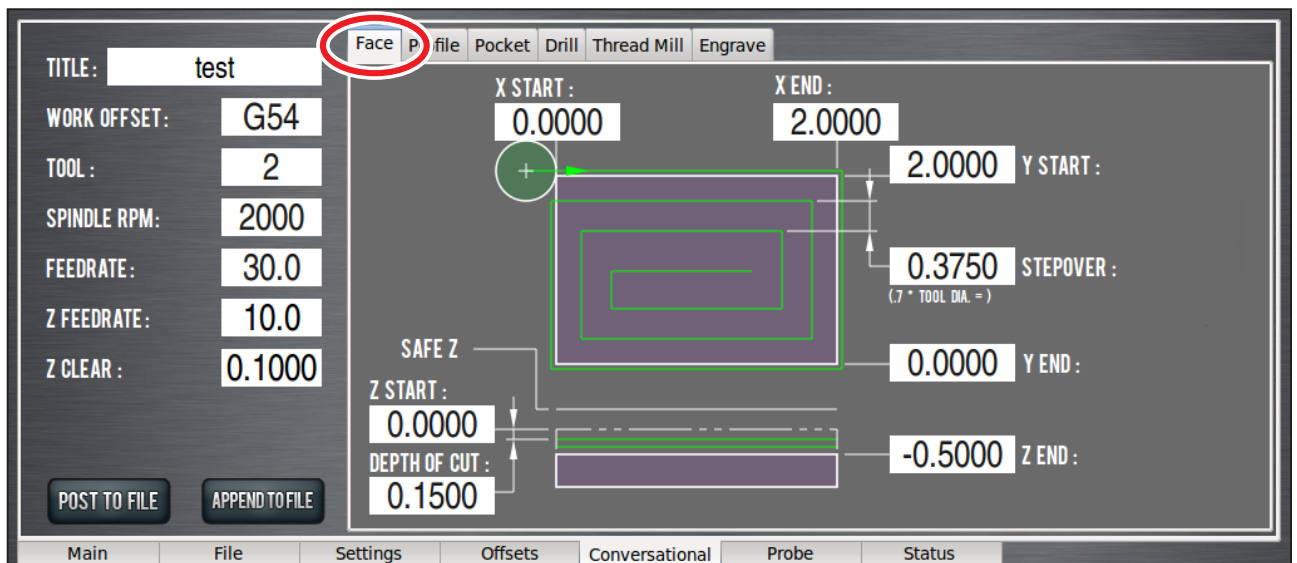 Face Profile Pocket Drill Thread Mill Engrave
TITLE: test
WORK OFFSET: G54
TOOL : 2
SPINDLE RPM: 2000
FEEDRATE: 30.0
Z FEEDRATE: 10.0
Z CLEAR : 0.1000
POST TO FILE APPEND TO FILE
X START : X END :
0.0000 2.0000
2.0000 Y START :
0.3750 STEPOVER :
(.7 * TOOL DIA. = )
SAFE Z
0.0000 Y END :
Z START :
0.0000
DEPTH OF CUT :
0.1500
-0.5000 Z END :
Main File Settings Offsets Conversational Probe Status